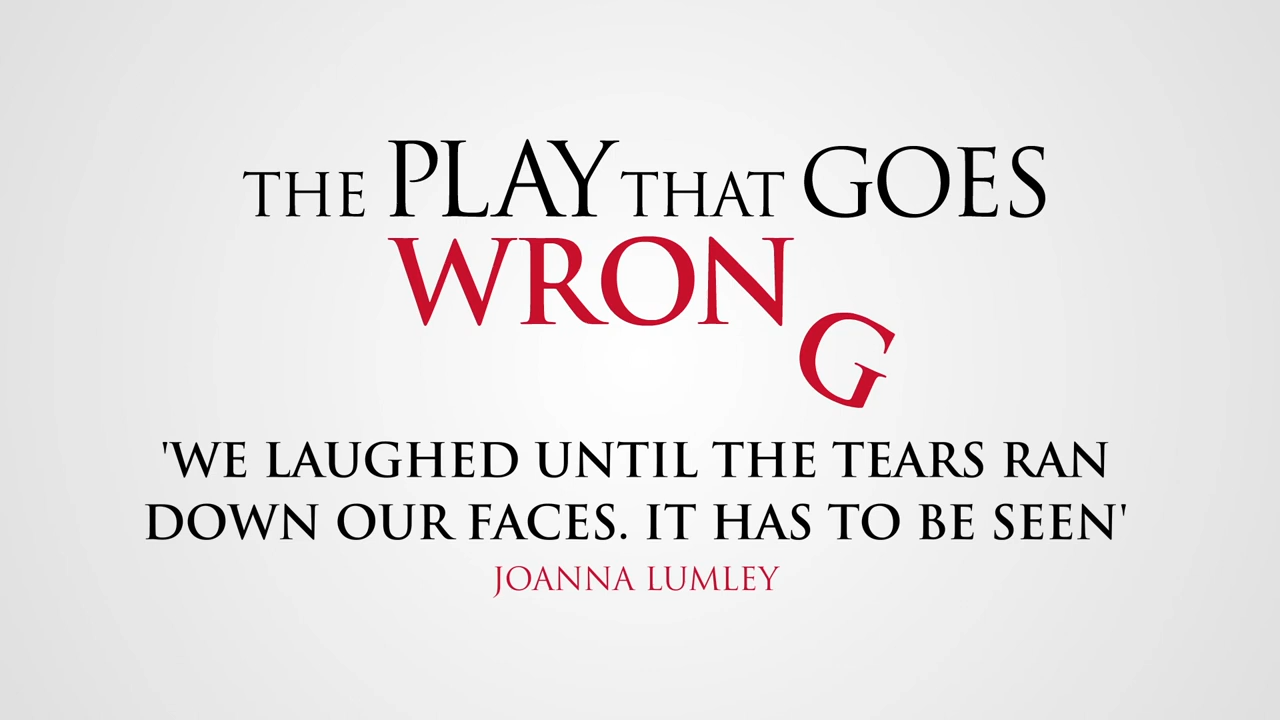 THE PLAY THAT GOES
WRONG
'WE LAUGHED UNTIL THE TEARS RAN
DOWN OUR FACES. IT HAS TO BE SEEN'
JOANNA LUMLEY